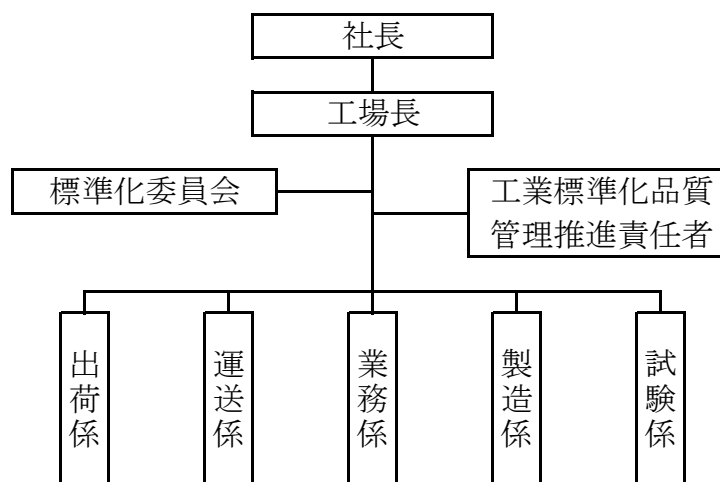 社長
工場長
標準化委員会
工業標準化品質
管理推進責任者
出荷係
運送係
業務係
製造係
試験係